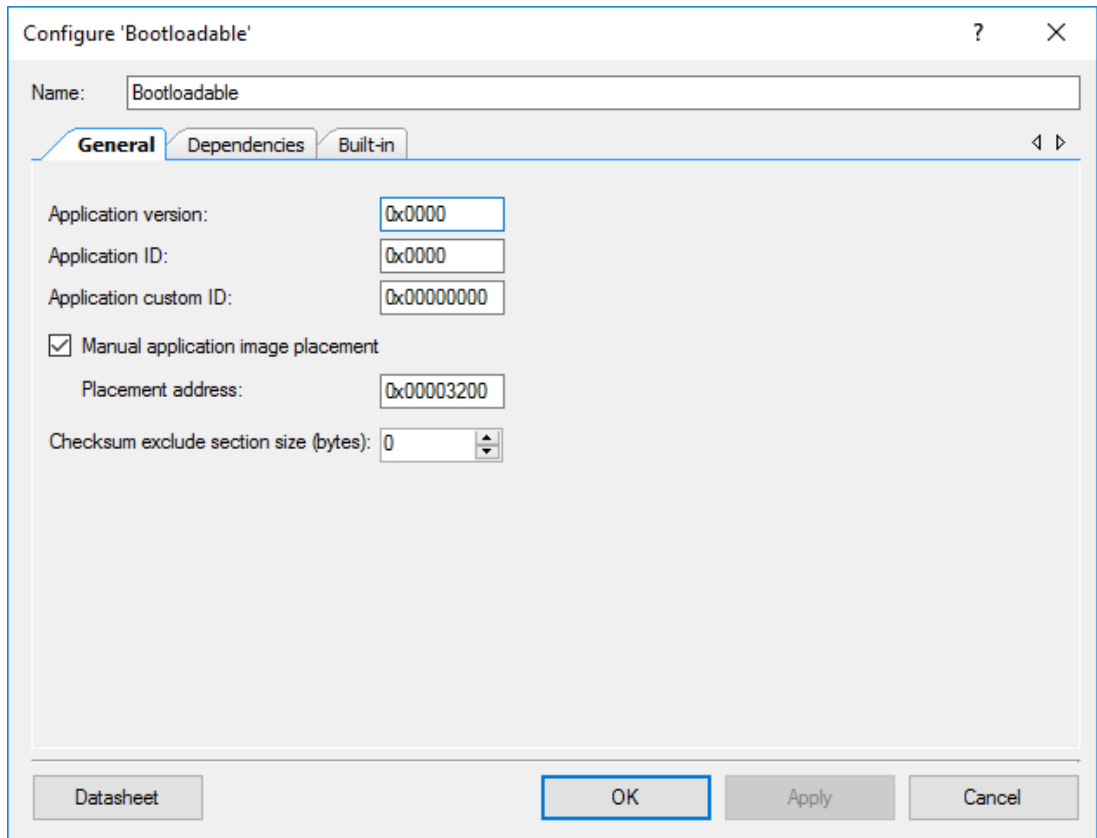 Configure 'Bootloadable' ?
Name: Bootloadable
General Dependencies Built-in
Application version: 0x0000
Application ID: 0x0000
Application custom ID: 0x00000000
Manual application image placement
Placement address: 0x00003200
Checksum exclude section size (bytes): 0
Datasheet OK Apply Cancel